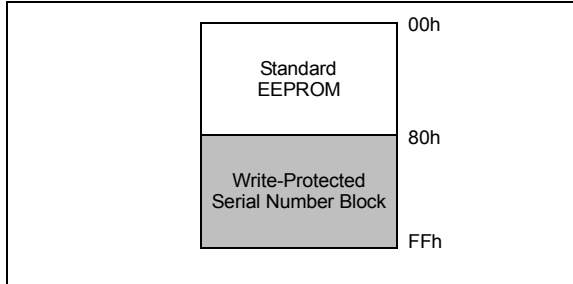 00h
Standard
EEPROM
80h
Write-Protected
Serial Number Block
FFh